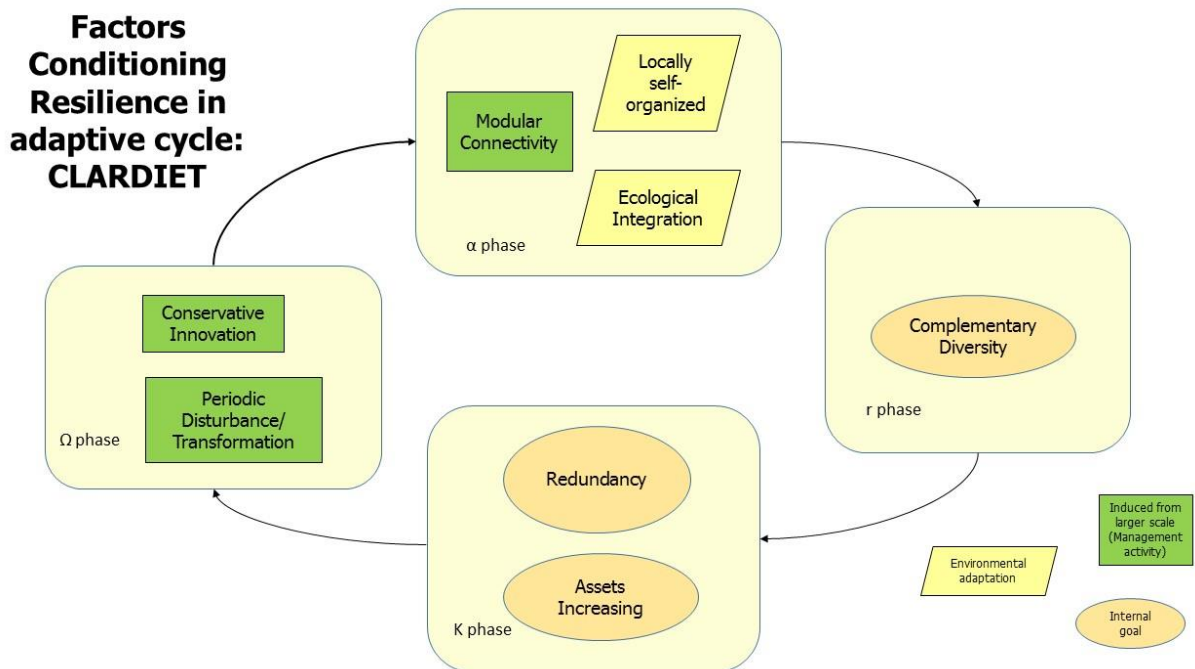 Factors
Conditioning
Resilience in
adaptive cycle:
CLARDIET
Modular
Connectivity
Locally
self-
organized
Ecological
Integration
α phase
Complementary
Diversity
r phase
Conservative
Innovation
Periodic
Disturbance/
Transformation
Ω phase
Redundancy
Assets
Increasing
K phase
Environmental
adaptation
Induced from
larger scale
(Management
activity)
Internal
goal